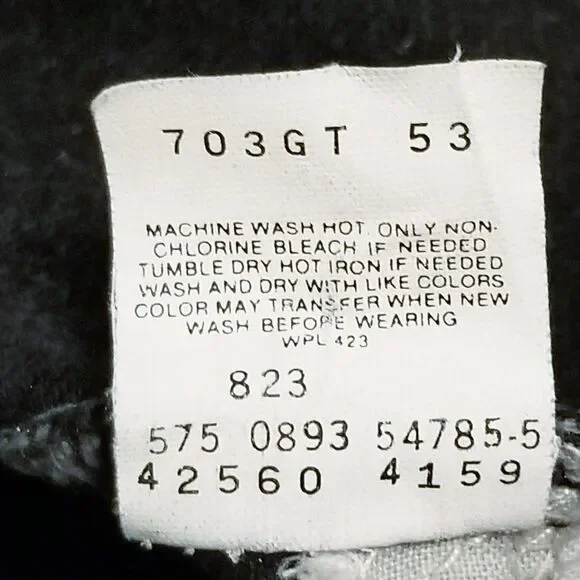 703GT 53
MACHINE WASH HOT. ONLY NON-
CHLORINE BLEACH IF NEEDED
TUMBLE DRY HOT IRON IF NEEDED
WASH AND DRY WITH LIKE COLORS
COLOR MAY TRANSFER WHEN NEW
WASH BEFORE WEARING
WPL 423
823
575 0893 54785-5
42560 4159